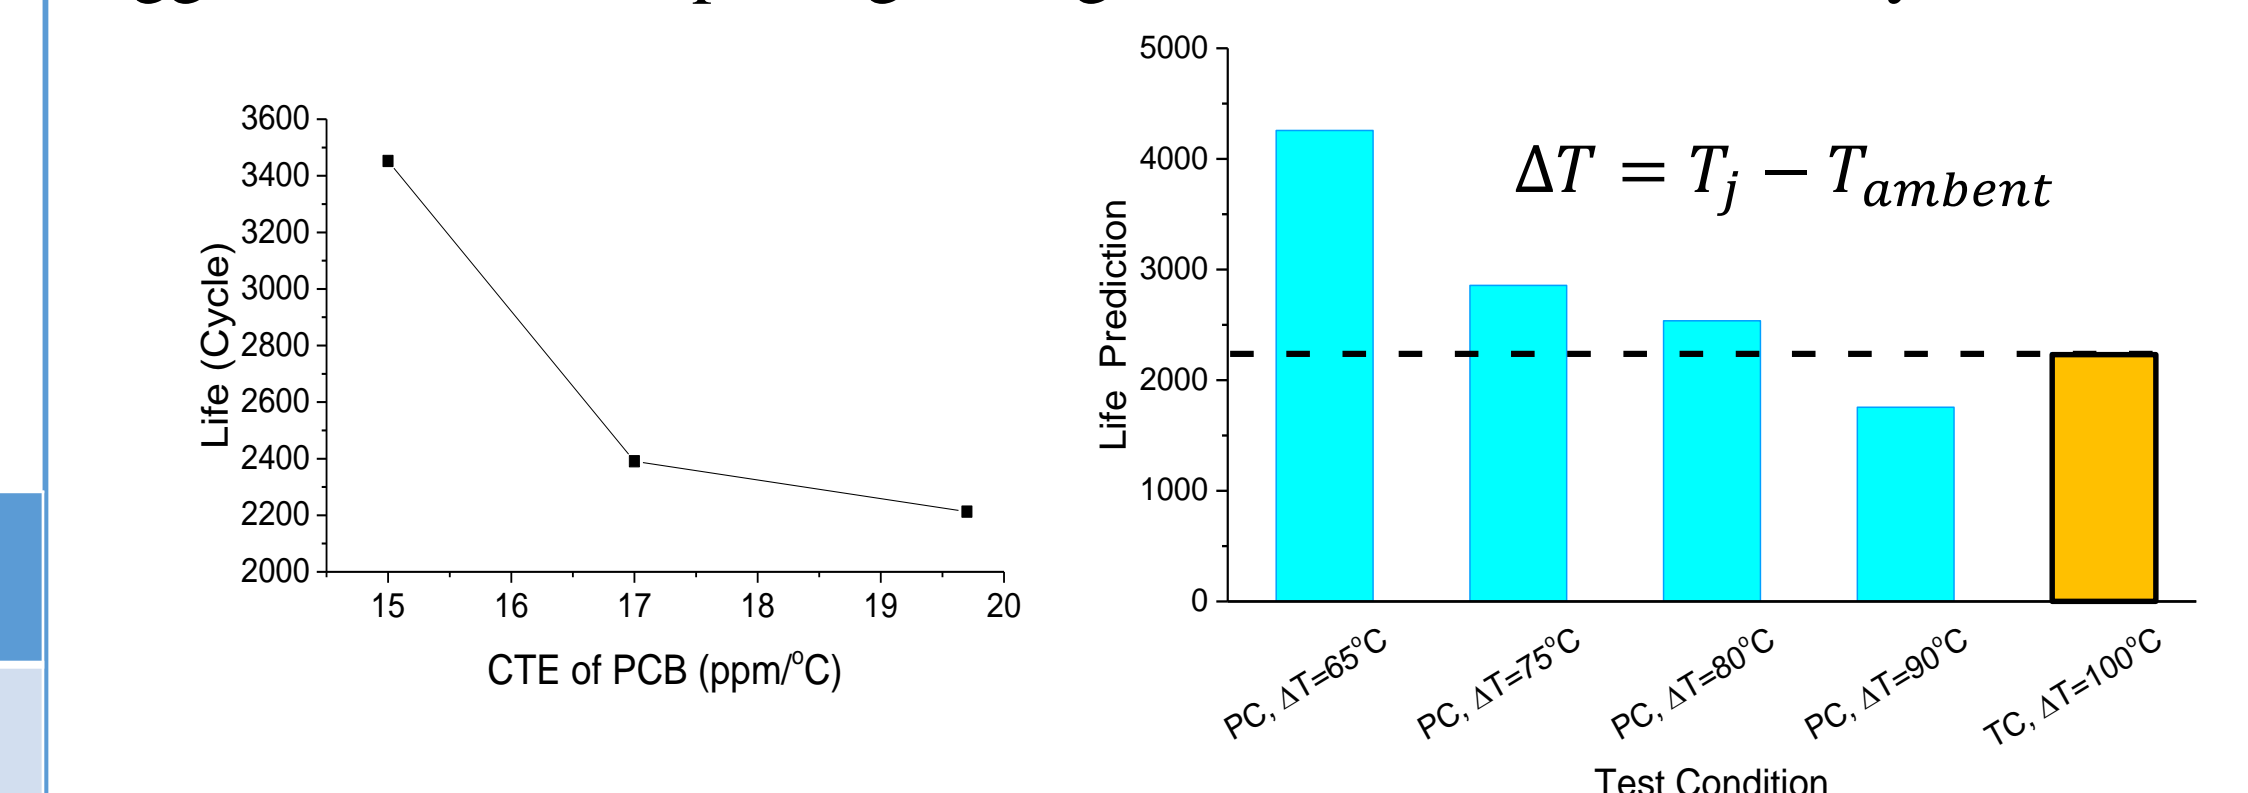 3600
3400
3200
3000
2800
2600
2400
2200
2000
Life (Cycle)
15 16 17 18 19 20
CTE of PCB (ppm/°C)
5000
4000
3000
2000
1000
0
Life Prediction
ΔT = Tj − Tambent
PC, ΔT=65°C
PC, ΔT=75°C
PC, ΔT=80°C
PC, ΔT=90°C
TC, ΔT=100°C
Test Condition